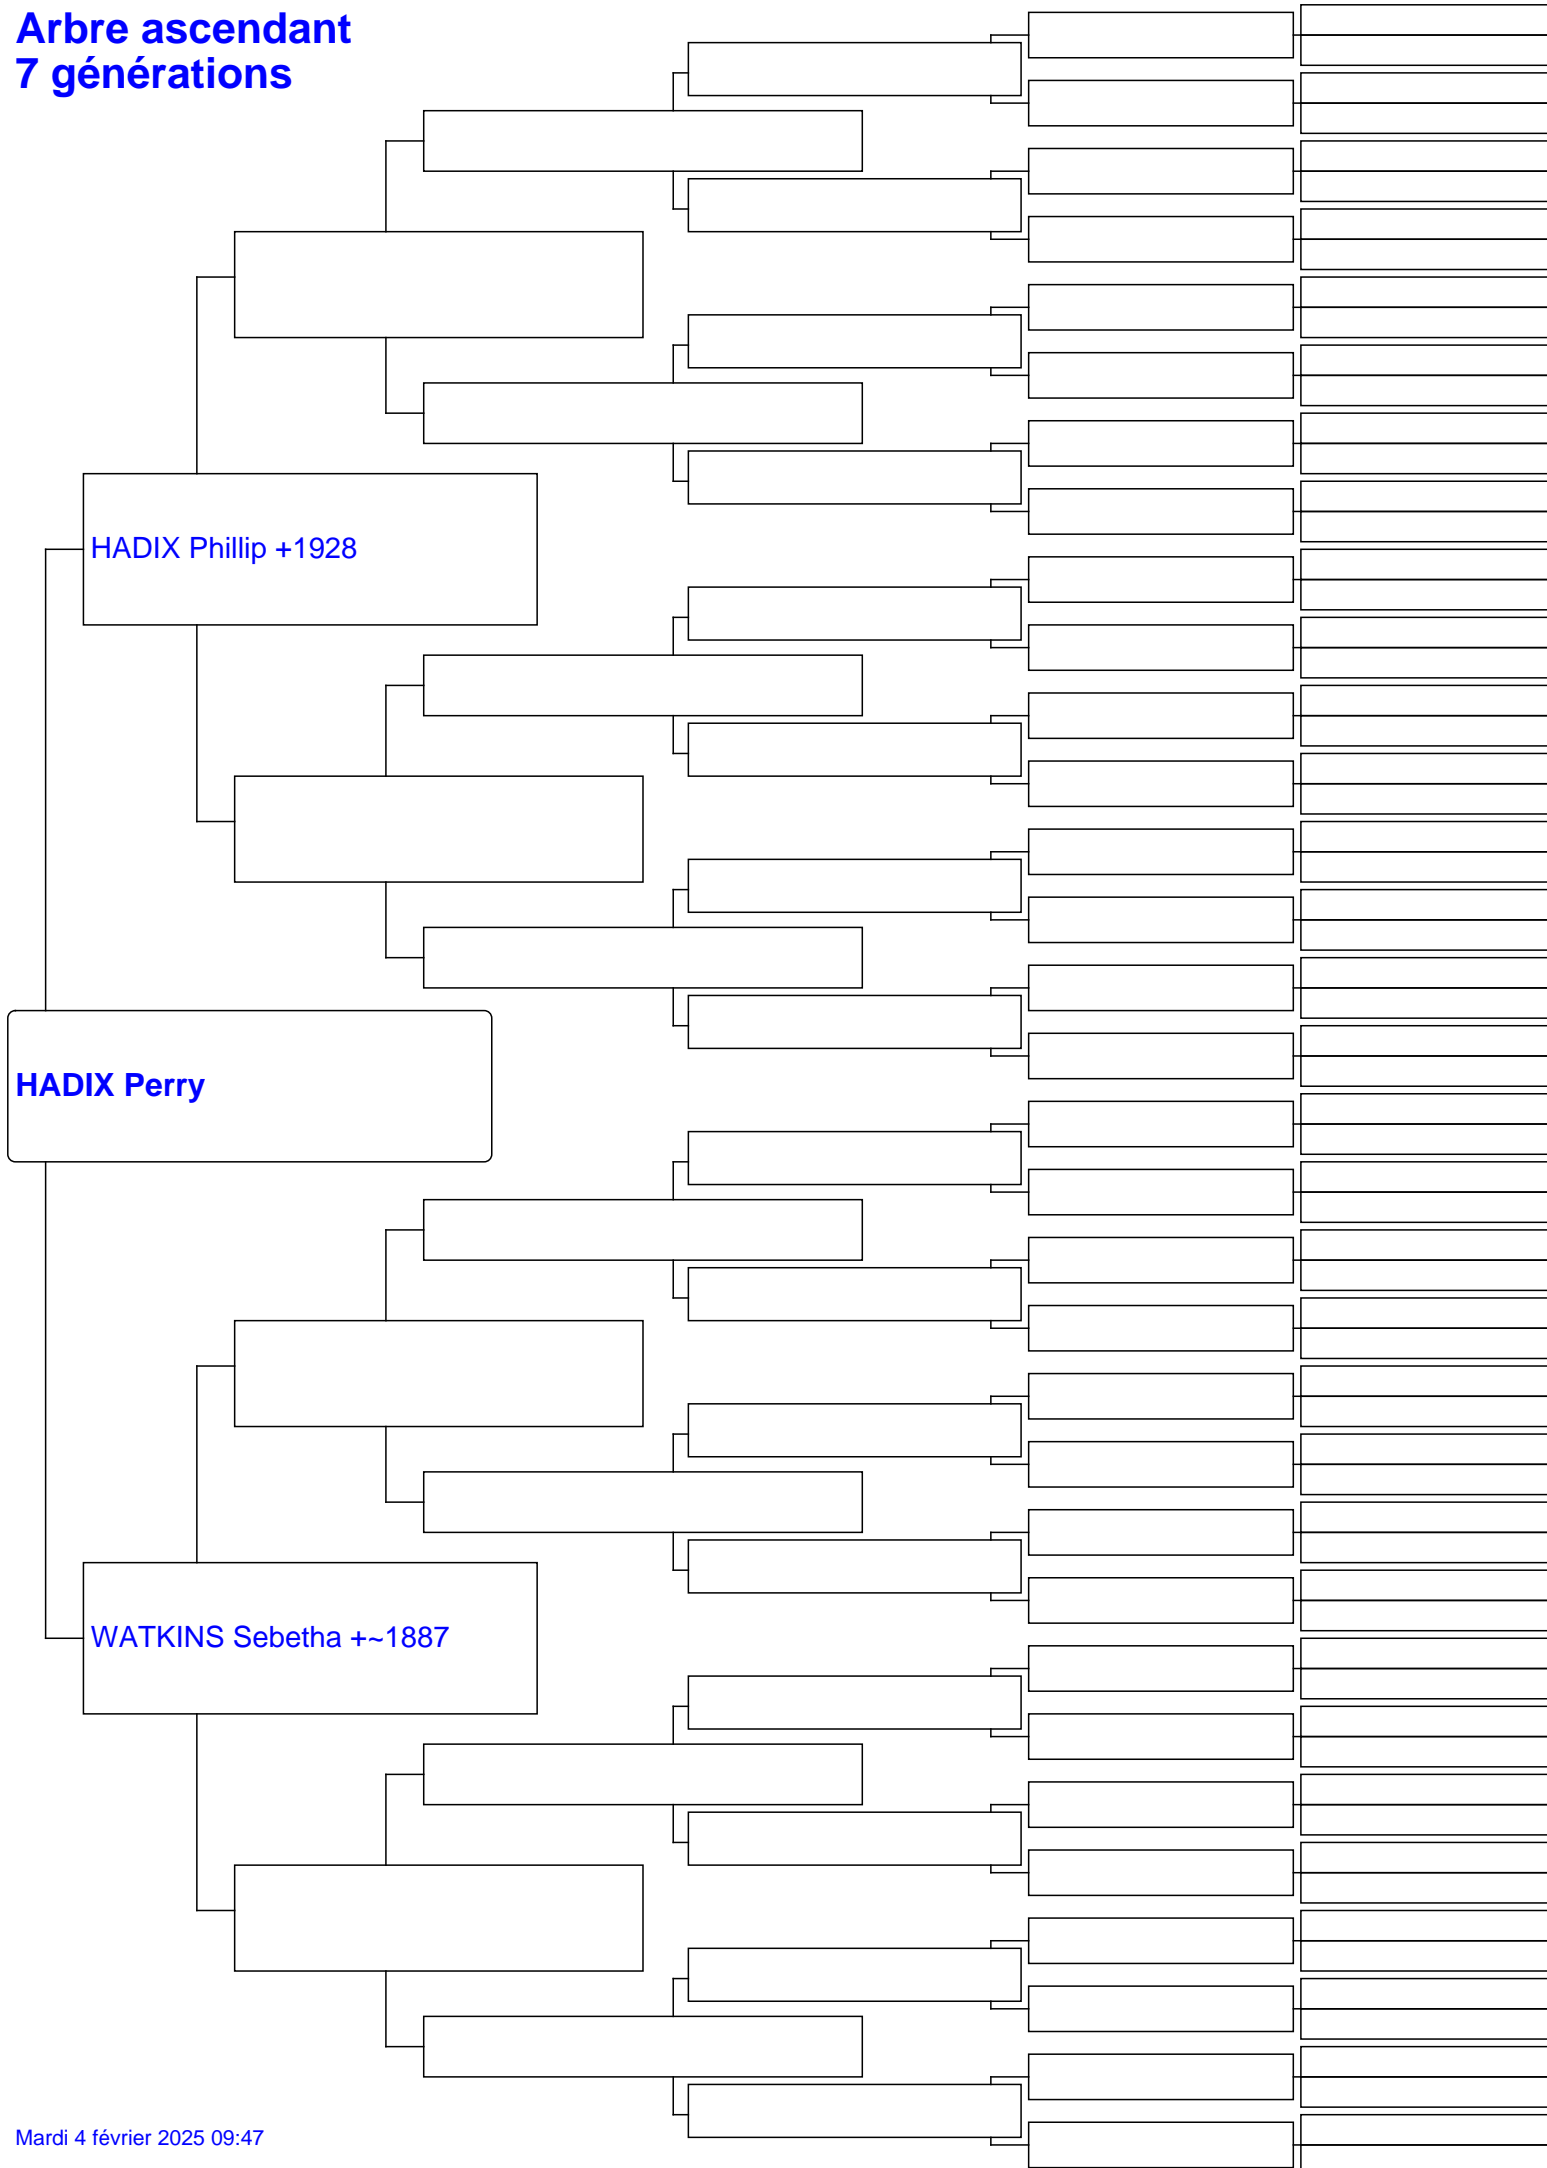 Arbre ascendant
7 générations
HADIX Phillip +1928
HADIX Perry
WATKINS Sebetha +~1887
Mardi 4 février 2025 09:47